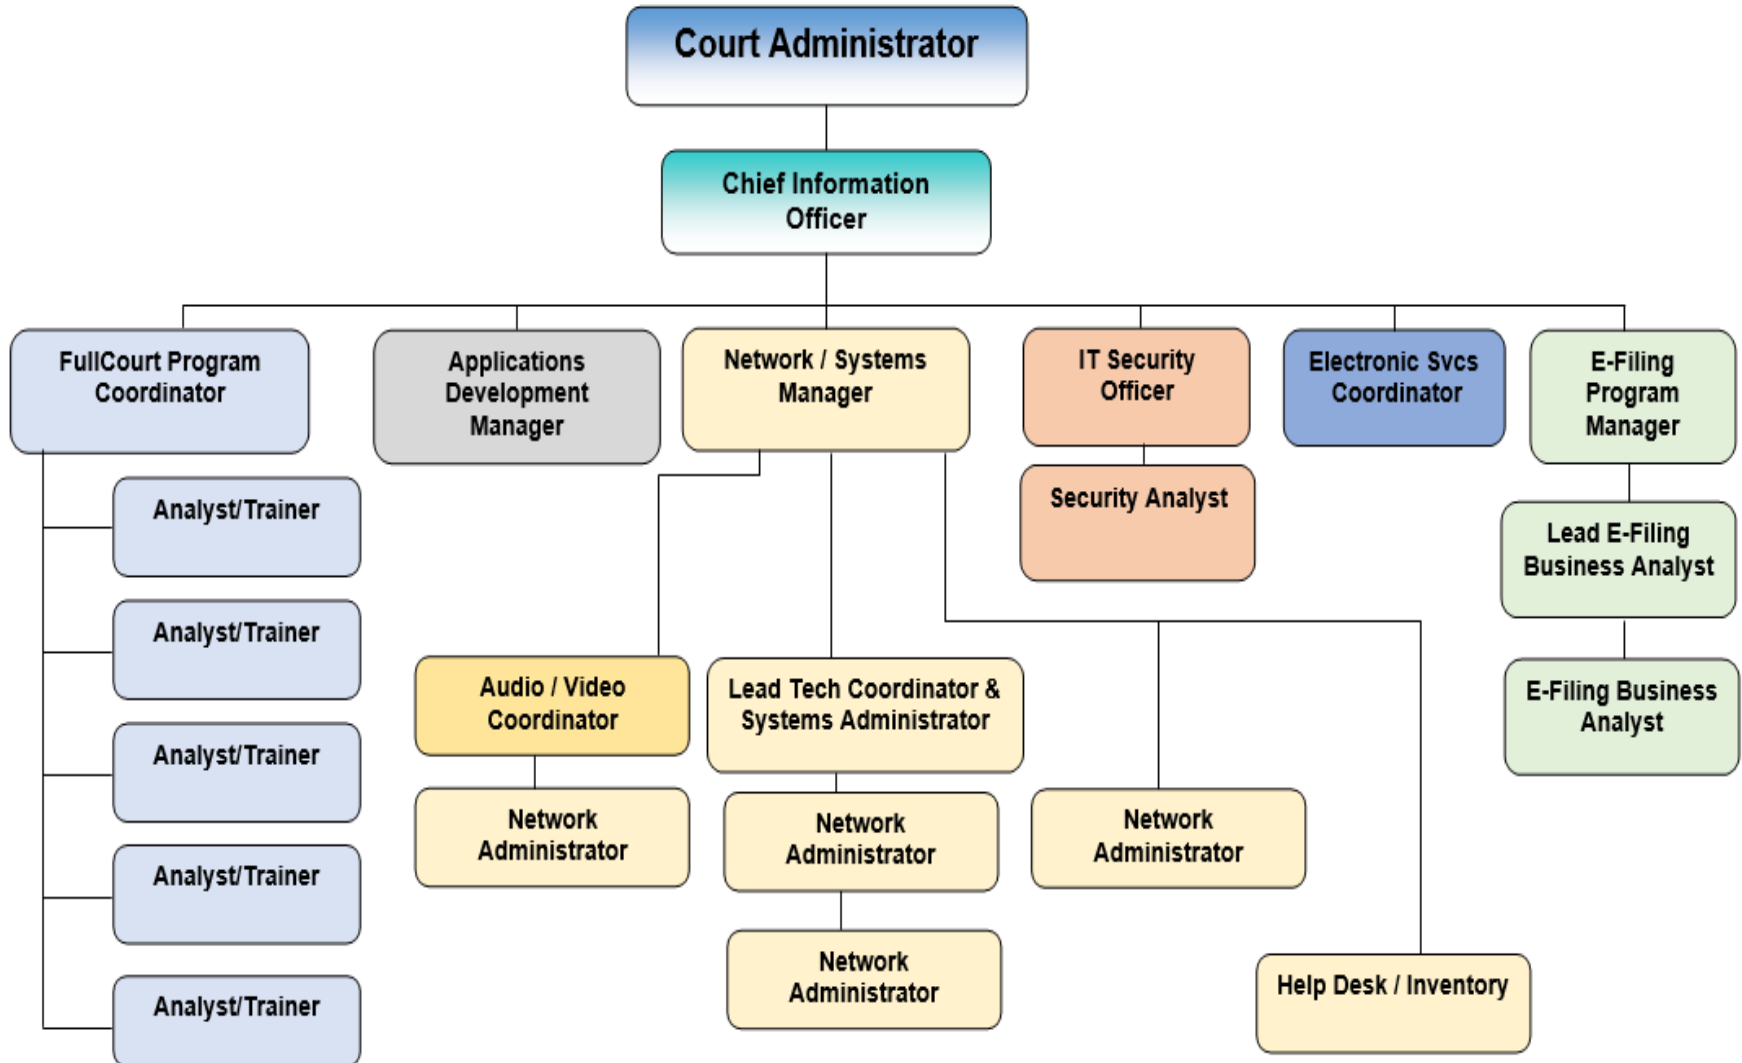 Court Administrator
Chief Information
Officer
FullCourt Program
Coordinator
Applications
Development
Manager
Network / Systems
Manager
IT Security
Officer
Electronic Svcs
Coordinator
E-Filing
Program
Manager
Analyst/Trainer
Analyst/Trainer
Analyst/Trainer
Analyst/Trainer
Analyst/Trainer
Audio / Video
Coordinator
Network
Administrator
Lead Tech Coordinator &
Systems Administrator
Network
Administrator
Network
Administrator
Network
Administrator
Help Desk / Inventory
Security Analyst
Lead E-Filing
Business Analyst
E-Filing Business
Analyst